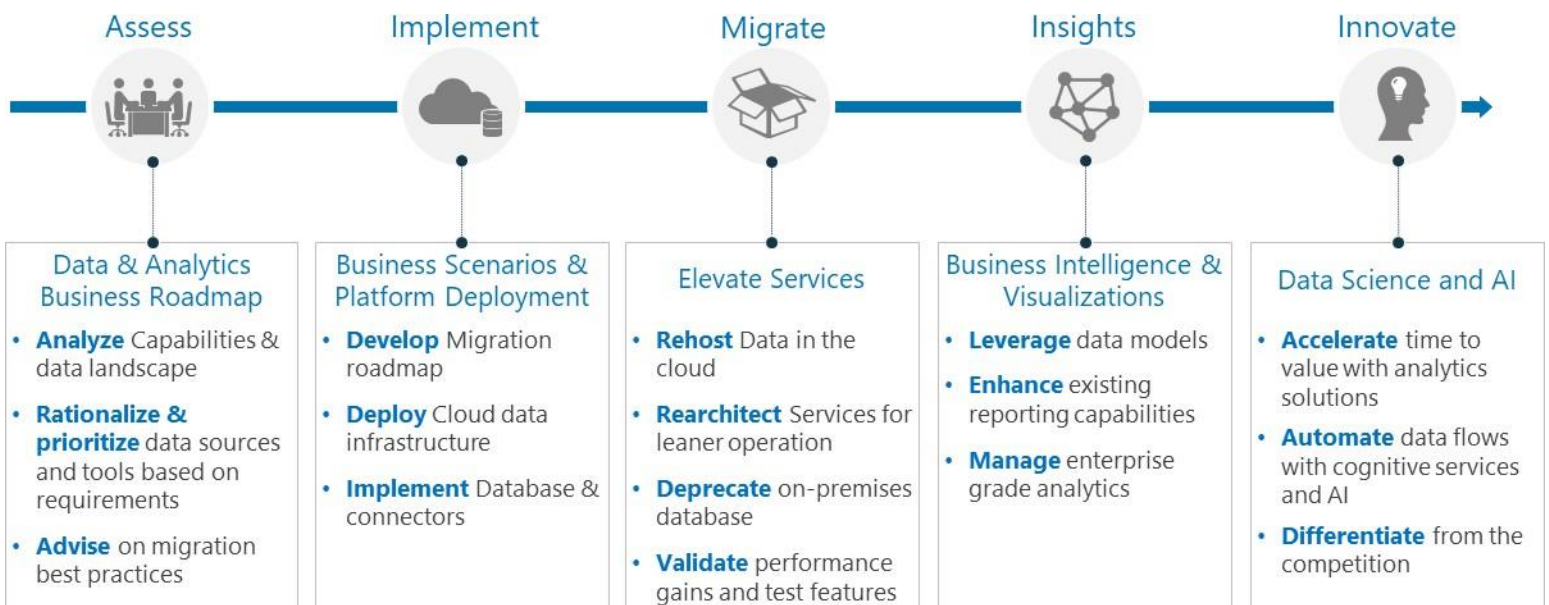 Assess
Implement
Migrate
Insights
Innovate
Data & Analytics
Business Roadmap
• Analyze Capabilities &
data landscape
• Rationalize &
prioritize data sources
and tools based on
requirements
• Advise on migration
best practices
Business Scenarios &
Platform Deployment
• Develop Migration
roadmap
• Deploy Cloud data
infrastructure
• Implement Database &
connectors
Elevate Services
• Rehost Data in the
cloud
• Rearchitect Services for
leaner operation
• Deprecate on-premises
database
• Validate performance
gains and test features
Business Intelligence &
Visualizations
• Leverage data models
• Enhance existing
reporting capabilities
• Manage enterprise
grade analytics
Data Science and AI
• Accelerate time to
value with analytics
solutions
• Automate data flows
with cognitive services
and AI
• Differentiate from the
competition